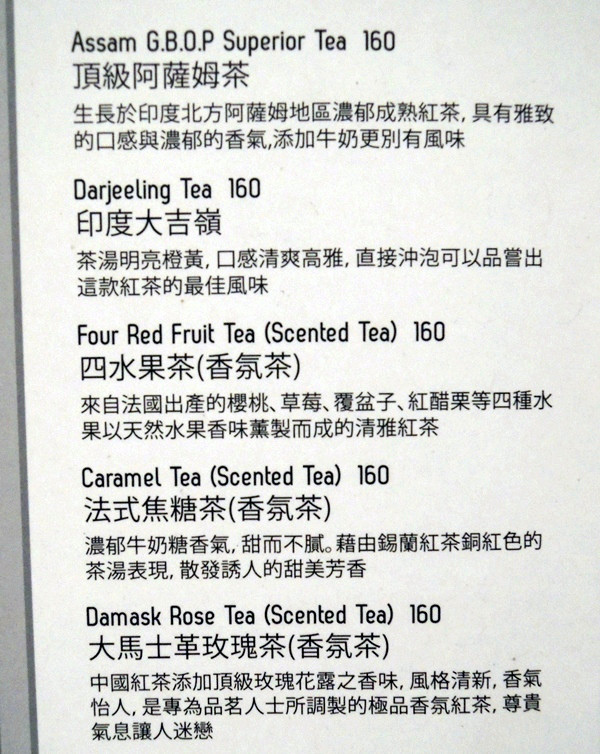 Assam G.B.O.P Superior Tea 160
頂級阿薩姆茶
生長於印度北方阿薩姆地區濃郁成熟紅茶, 具有雅致
的口感與濃郁的香氣,添加牛奶更別有風味
Darjeeling Tea 160
印度大吉嶺
茶湯明亮橙黃, 口感清爽高雅, 直接沖泡可以品嘗出
這款紅茶的最佳風味
Four Red Fruit Tea (Scented Tea) 160
四水果茶(香氛茶)
來自法國出產的櫻桃、草莓、覆盆子、紅醋栗等四種水
果以天然水果香味薰製而成的清雅紅茶
Caramel Tea (Scented Tea) 160
法式焦糖茶(香氛茶)
濃郁牛奶糖香氣, 甜而不膩。藉由錫蘭紅茶銅紅色的
茶湯表現, 散發誘人的甜美芳香
Damask Rose Tea (Scented Tea) 160
大馬士革玫瑰茶(香氛茶)
中國紅茶添加頂級玫瑰花露之香味, 風格清新, 香氣
怡人, 是專為品茗人士所調製的極品香氛紅茶, 尊貴
氣息讓人迷戀